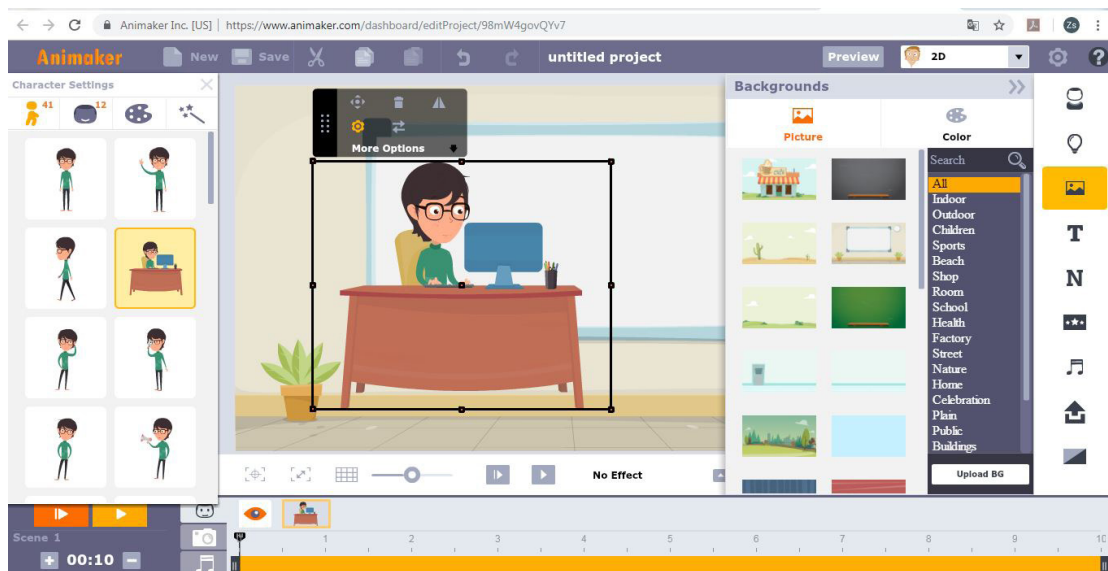 Animaker Inc. [US] | https://www.animaker.com/dashboard/editProject/98mW4govQYv7
Zs
Animaker New Save untitled project Preview 2D ?
Character Settings
41 12
More Options
Backgrounds
Picture Color
Search
All
Indoor
Outdoor
Children
Sports
Beach
Shop
Room
School
Health
Factory
Street
Nature
Home
Celebration
Plain
Public
Buildings
Upload BG
T
N
No Effect
Scene 1
00:10
1 2 3 4 5 6 7 8 9 10